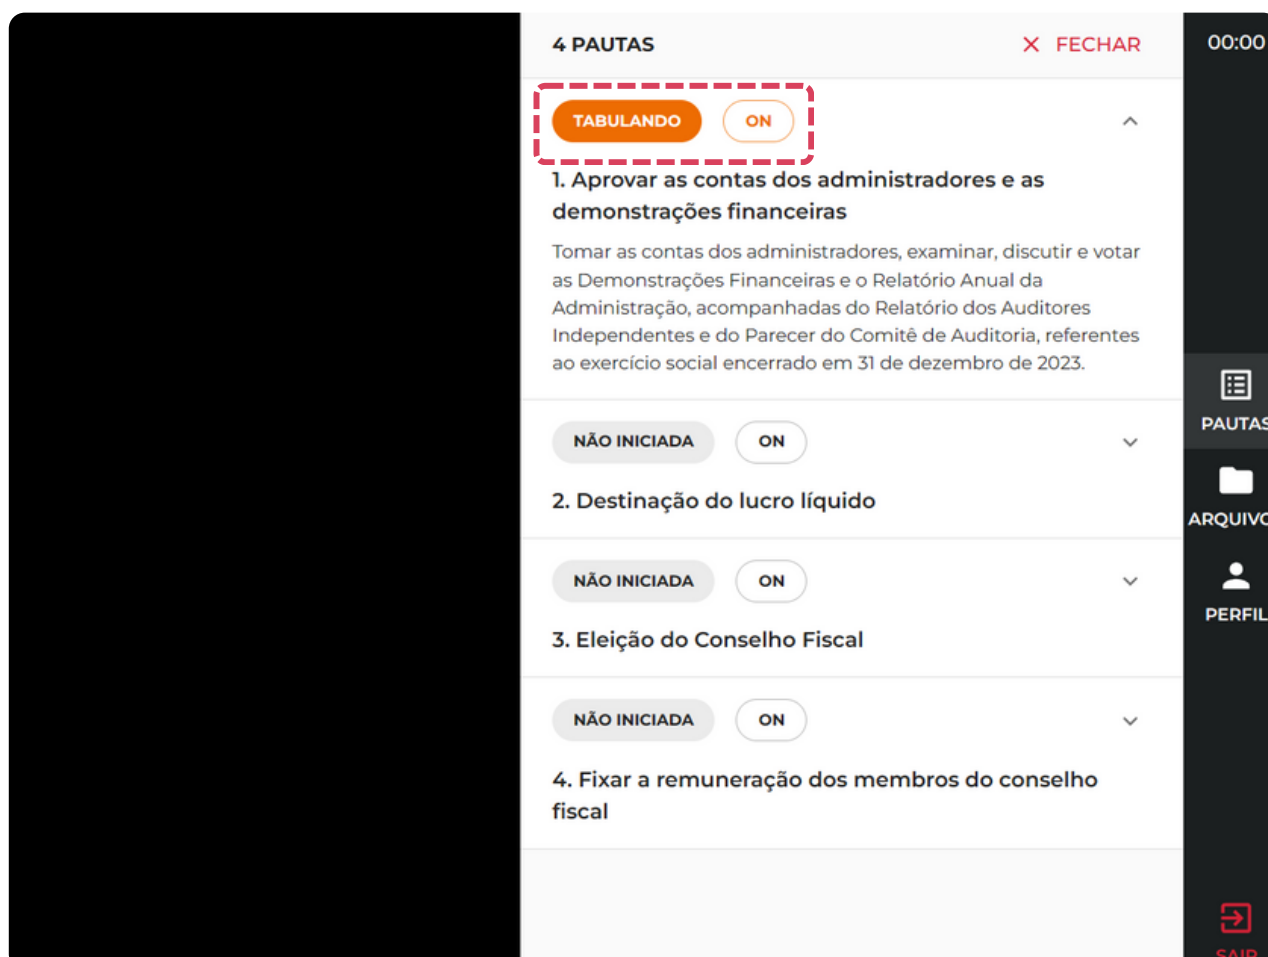 4 PAUTAS
FECHAR
00:00
TABULANDO
ON
1. Aprovar as contas dos administradores e as
demonstrações financeiras
Tomar as contas dos administradores, examinar, discutir e votar
as Demonstrações Financeiras e o Relatório Anual da
Administração, acompanhadas do Relatório dos Auditores
Independentes e do Parecer do Comitê de Auditoria, referentes
ao exercício social encerrado em 31 de dezembro de 2023.
NÃO INICIADA
ON
2. Destinação do lucro líquido
NÃO INICIADA
ON
3. Eleição do Conselho Fiscal
NÃO INICIADA
ON
4. Fixar a remuneração dos membros do conselho
fiscal
PAUTAS
ARQUIVO
PERFIL
SAIR